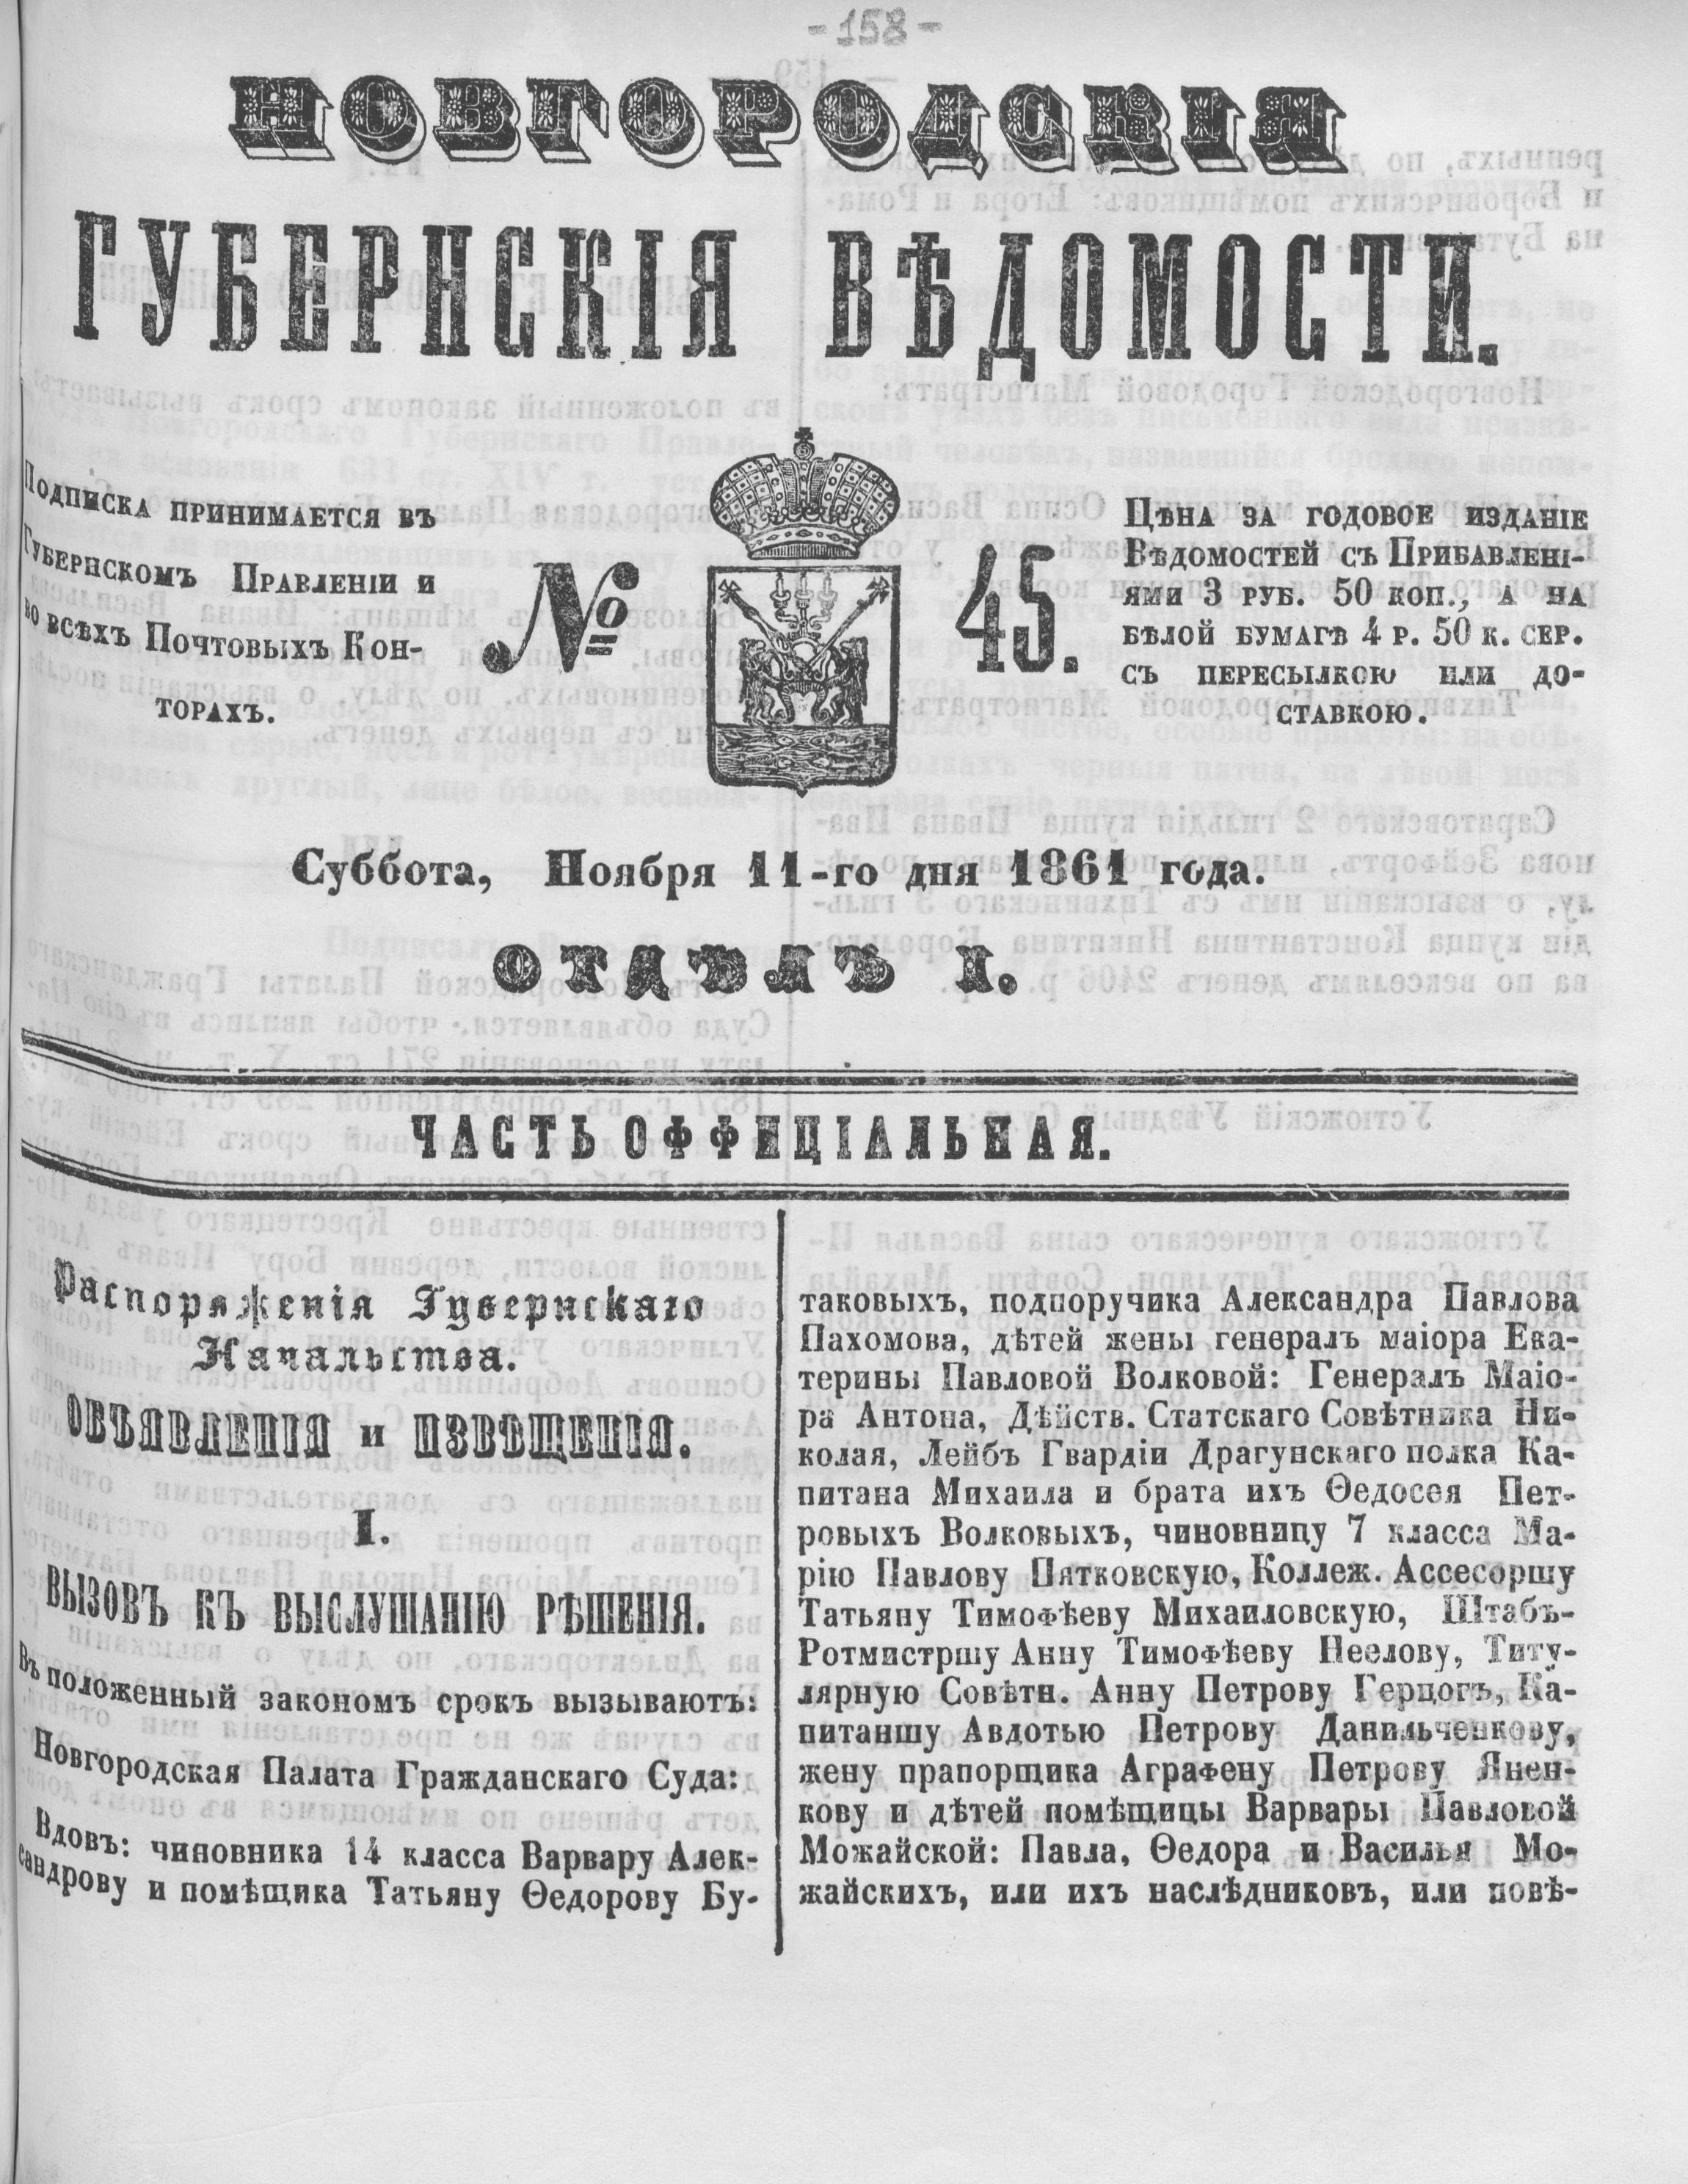 -158-
НОВГОРОДСКІЯ
ГУБЕРНСКІЯ ВѢДОМОСТИ.
Подписка принимается въ
Губернскомъ Правленіи и
во всѣхъ Почтовыхъ Кон-
торахъ.
№ 45.
Цѣна за годовое изданіе
Вѣдомостей съ Прибавлені-
ями 3 руб. 50 коп., а на
бѣлой бумагѣ 4 р. 50 к. сер.
съ пересылкою или до-
ставкою.
Суббота, Ноября 11-го дня 1861 года.
ОТДѢЛЪ I.
ЧАСТЬ ОФФИЦІАЛЬНАЯ.
Распоряженія Губернскаго
Начальства.
ОБЪЯВЛЕНІЯ и ИЗВѢЩЕНІЯ.
I.
ВЫЗОВЪ КЪ ВЫСЛУШАНІЮ РѢШЕНІЯ.
Въ положенный закономъ срокъ вызываютъ:
Новгородская Палата Гражданскаго Суда:
Вдовъ: чиновника 14 класса Варвару Алек-
сандрову и помѣщика Татьяну Ѳедорову Бу-
таковыхъ, подпоручика Александра Павлова
Пахомова, дѣтей жены генералъ маіора Ека-
терины Павловой Волковой: Генералъ Маіо-
ра Антона, Дѣйств. Статскаго Совѣтника Ни-
колая, Лейбъ Гвардіи Драгунскаго полка Ка-
питана Михаила и брата ихъ Ѳедосея Пет-
ровыхъ Волковыхъ, чиновницу 7 класса Ма-
рію Павлову Пятковскую, Коллеж. Ассесоршу
Татьяну Тимофѣеву Михаиловскую, Штабъ-
Ротмистршу Анну Тимофѣеву Неелову, Титу-
лярную Совѣтн. Анну Петрову Герцогъ, Ка-
питаншу Авдотью Петрову Данильченкову,
жену прапорщика Аграфену Петрову Янен-
кову и дѣтей помѣщицы Варвары Павловой
Можайской: Павла, Ѳедора и Василья Мо-
жайскихъ, или ихъ наслѣдниковъ, или повѣ-